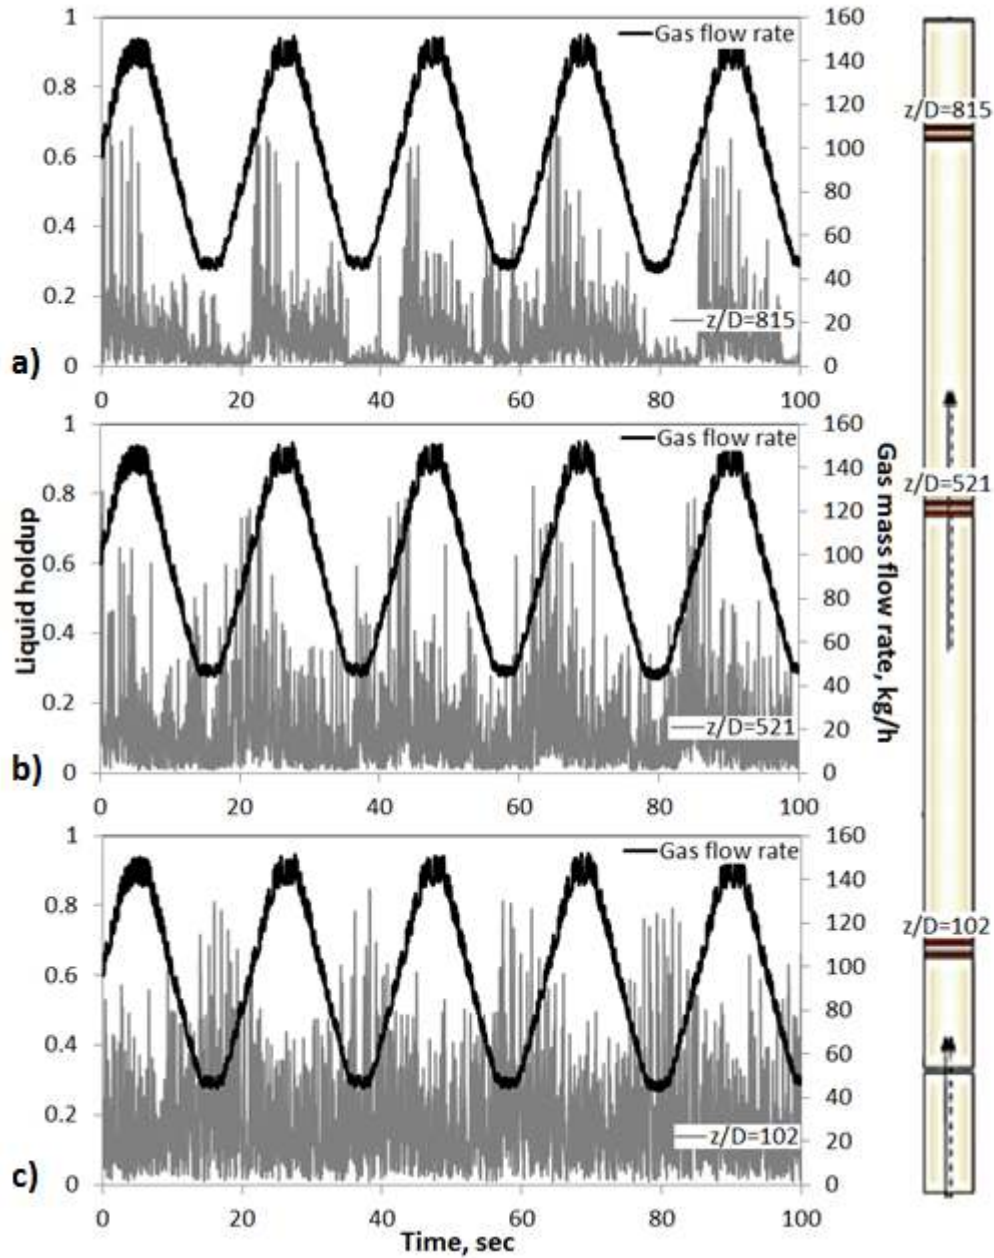 1 160
Gas flow rate
0.8 140
120
0.6 100
80
0.4 60
0.2 40
z/D=815
20
a) 0 0
0 20 40 60 80 100
1 160
Gas flow rate
0.8 140
120
0.6 100
80
0.4 60
0.2 40
z/D=521
20
b) 0 0
0 20 40 60 80 100
Liquid holdup
Gas mass flow rate, kg/h
1 160
Gas flow rate
0.8 140
120
0.6 100
80
0.4 60
0.2 40
z/D=102
20
c) 0 0
0 20 40 60 80 100
Time, sec
z/D=815
z/D=521
z/D=102